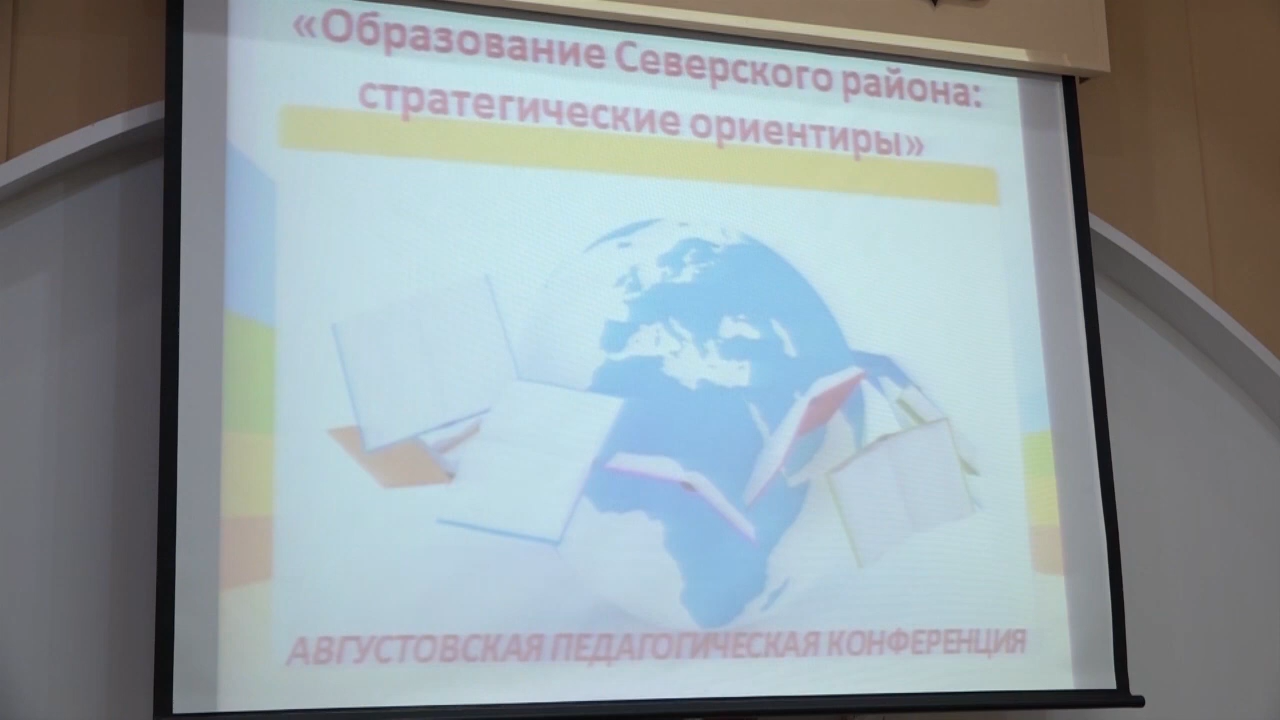 «Образование Северского района:
стратегические ориентиры»
АВГУСТОВСКАЯ ПЕДАГОГИЧЕСКАЯ КОНФЕРЕНЦИЯ